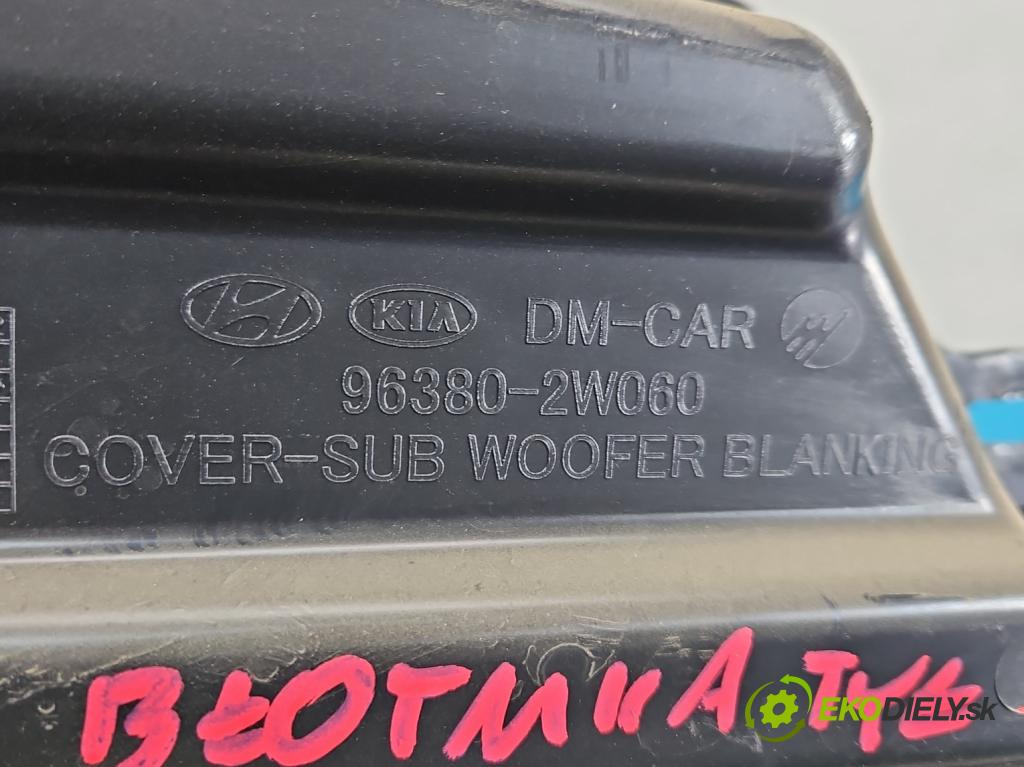 KIA DM-CAR
96380-2W060
COVER-SUB WOOFER BLANKING
EKODIELY.sk